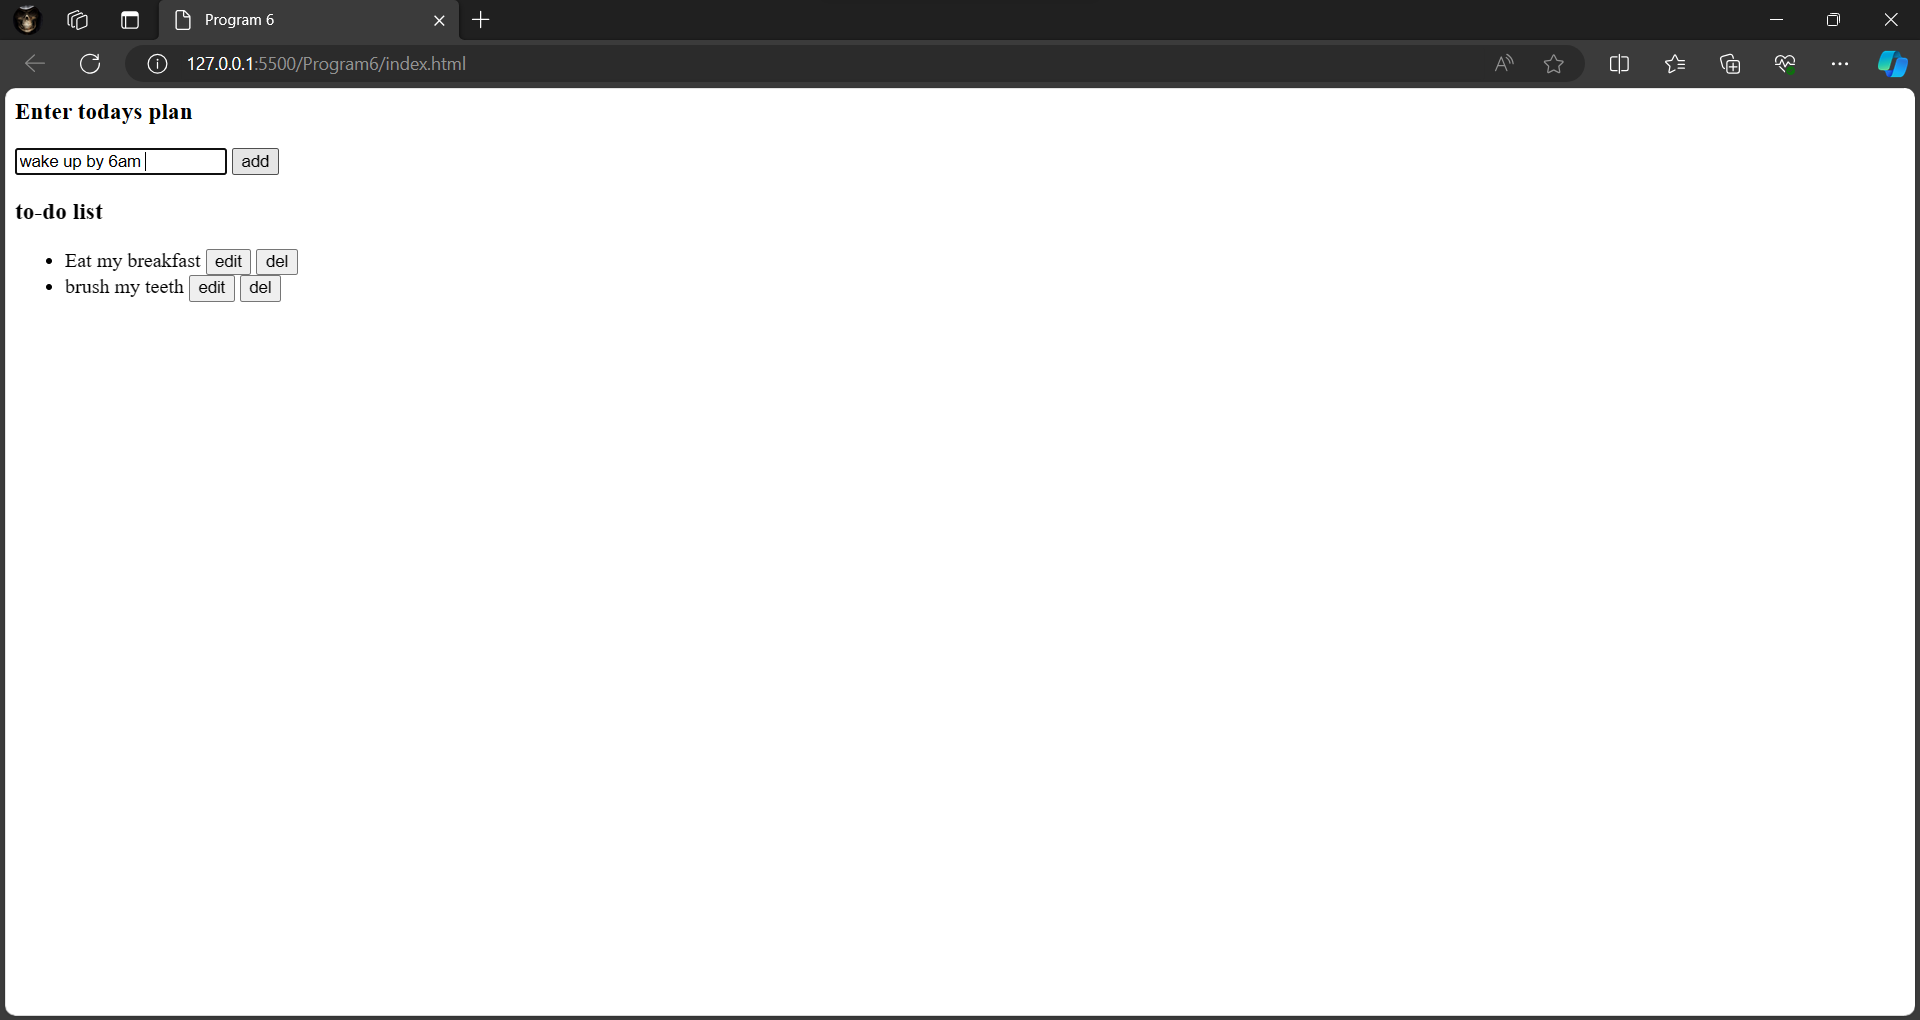 Program 6
127.0.0.1:5500/Program6/index.html
Enter todays plan
wake up by 6am add
to-do list
Eat my breakfast edit del
brush my teeth edit del